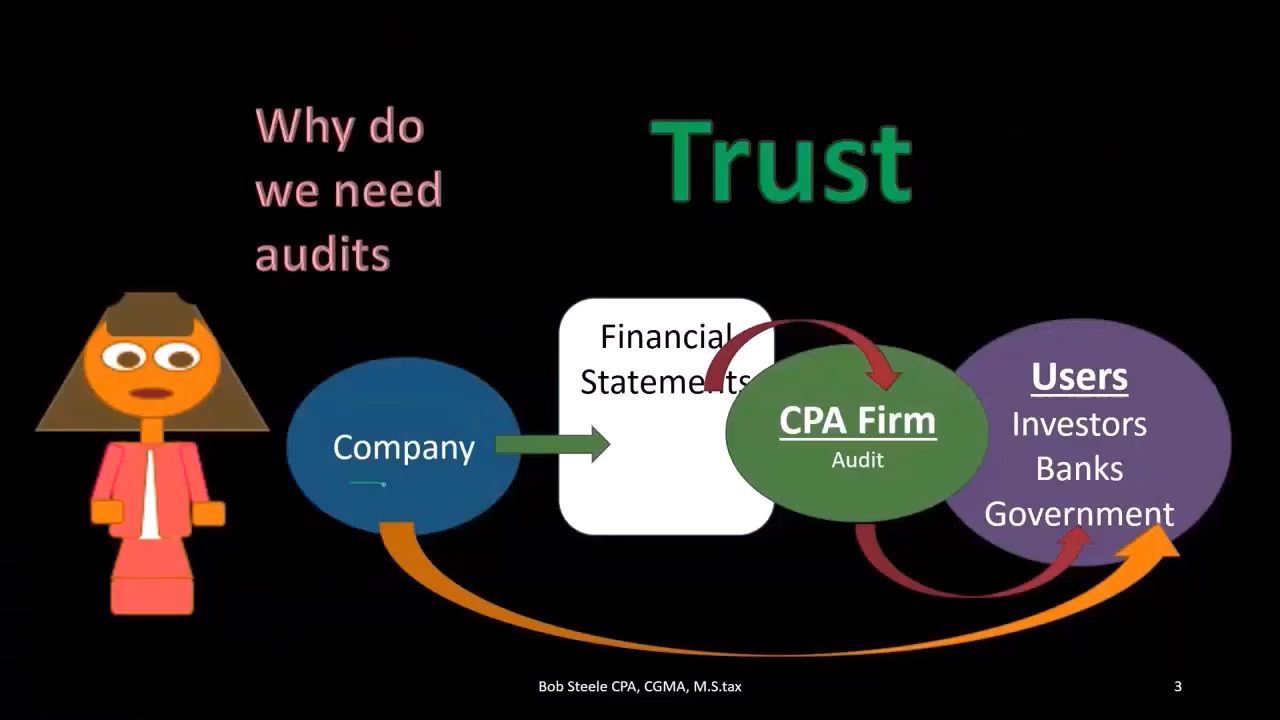 Why do
we need
audits
Trust
Financial
Statements
Company
CPA Firm
Audit
Users
Investors
Banks
Government
Bob Steele CPA, CGMA, M.S.tax
3